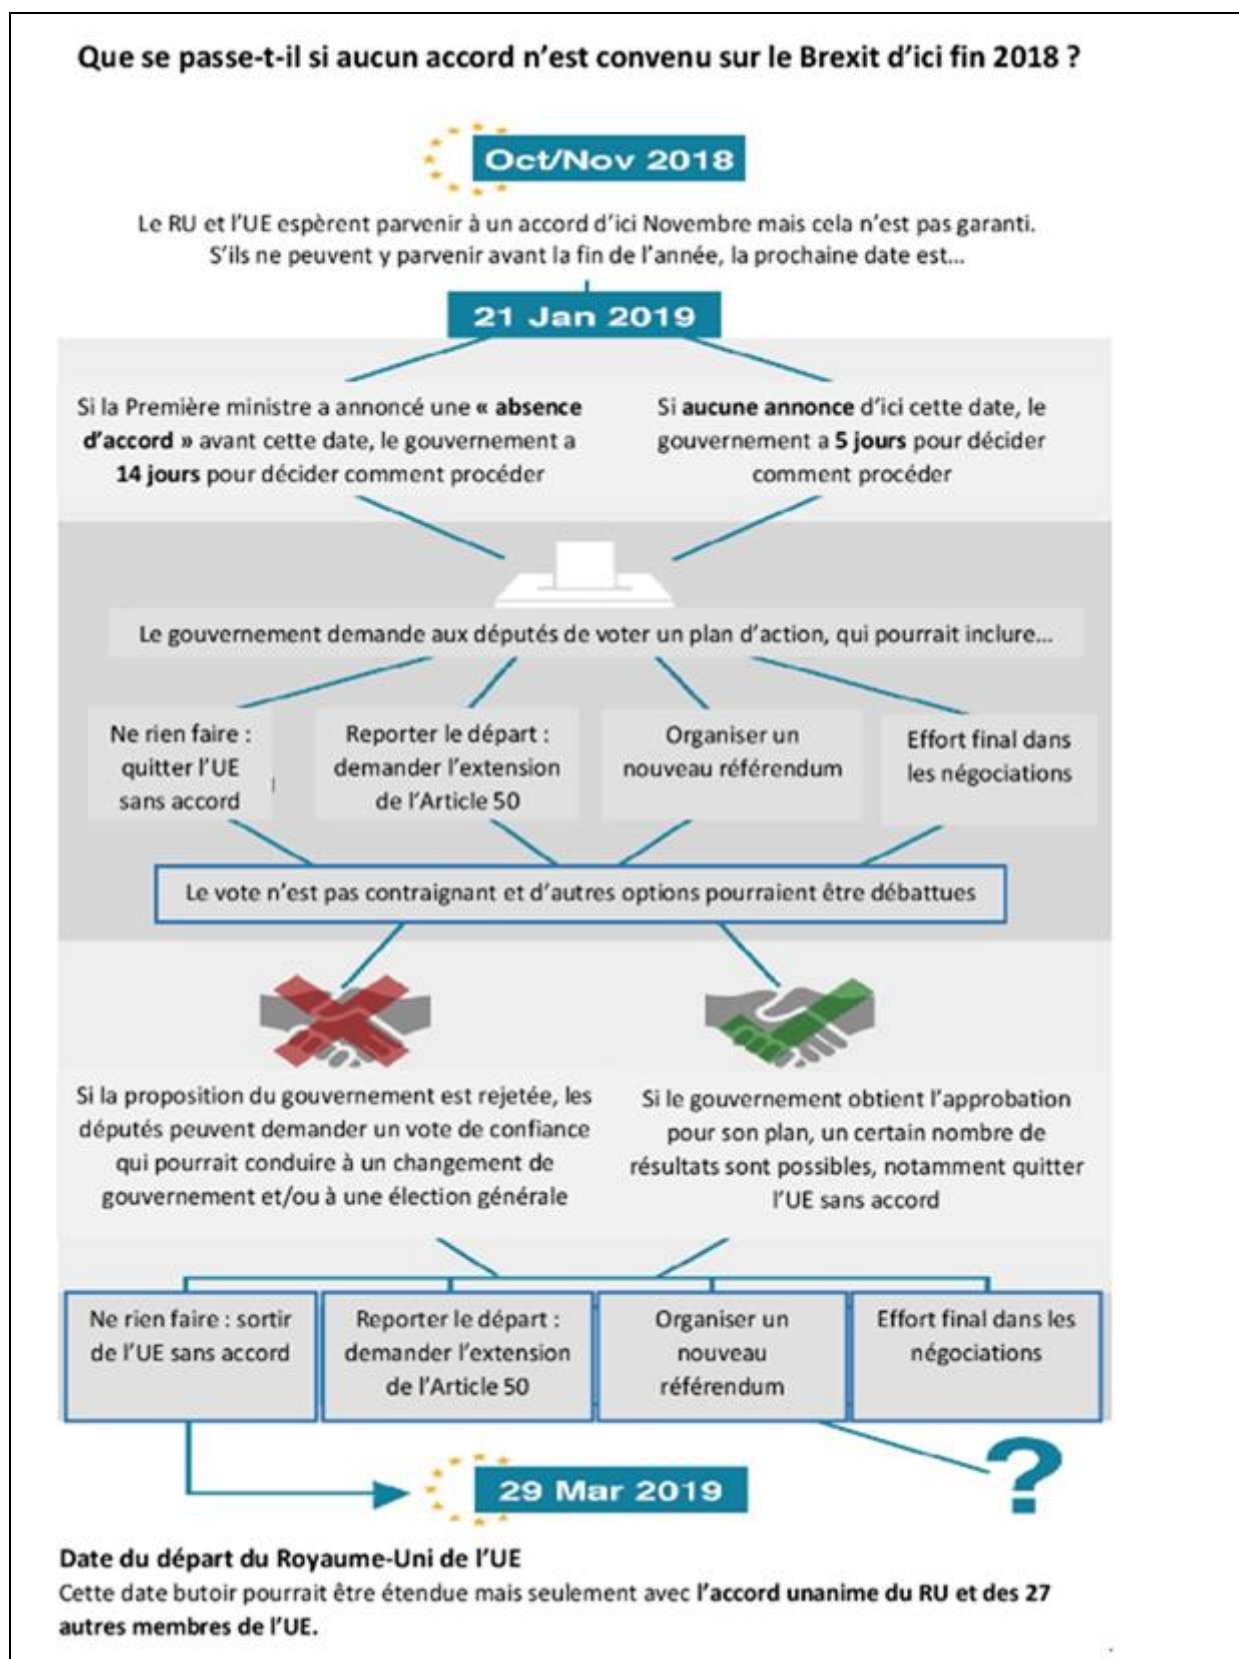 Que se passe-t-il si aucun accord n’est convenu sur le Brexit d’ici fin 2018 ?
Oct/Nov 2018
Le RU et l’UE espèrent parvenir à un accord d’ici Novembre mais cela n’est pas garanti.
S’ils ne peuvent y parvenir avant la fin de l’année, la prochaine date est...
21 Jan 2019
Si la Première ministre a annoncé une « absence
d’accord » avant cette date, le gouvernement a
14 jours pour décider comment procéder
Si aucune annonce d’ici cette date, le
gouvernement a 5 jours pour décider
comment procéder
Le gouvernement demande aux députés de voter un plan d’action, qui pourrait inclure...
Ne rien faire :
quitter l’UE
sans accord
Reporter le départ :
demander l’extension
de l’Article 50
Organiser un
nouveau référendum
Effort final dans
les négociations
Le vote n’est pas contraignant et d’autres options pourraient être débattues
Si la proposition du gouvernement est rejetée, les
députés peuvent demander un vote de confiance
qui pourrait conduire à un changement de
gouvernement et/ou à une élection générale
Si le gouvernement obtient l’approbation
pour son plan, un certain nombre de
résultats sont possibles, notamment quitter
l’UE sans accord
Ne rien faire : sortir
de l’UE sans accord
Reporter le départ :
demander l’extension
de l’Article 50
Organiser un
nouveau
référendum
Effort final dans les
négociations
?
29 Mar 2019
Date du départ du Royaume-Uni de l’UE
Cette date butoir pourrait être étendue mais seulement avec l’accord unanime du RU et des 27
autres membres de l’UE.